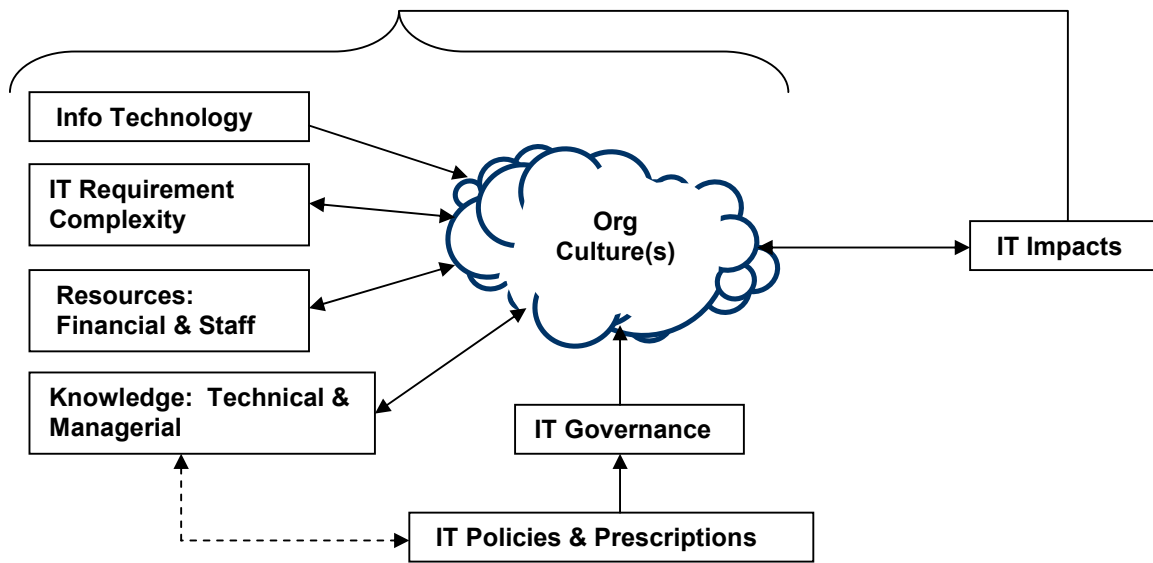 Info Technology
IT Requirement
Complexity
Resources:
Financial & Staff
Knowledge: Technical &
Managerial
Org
Culture(s)
IT Impacts
IT Governance
IT Policies & Prescriptions